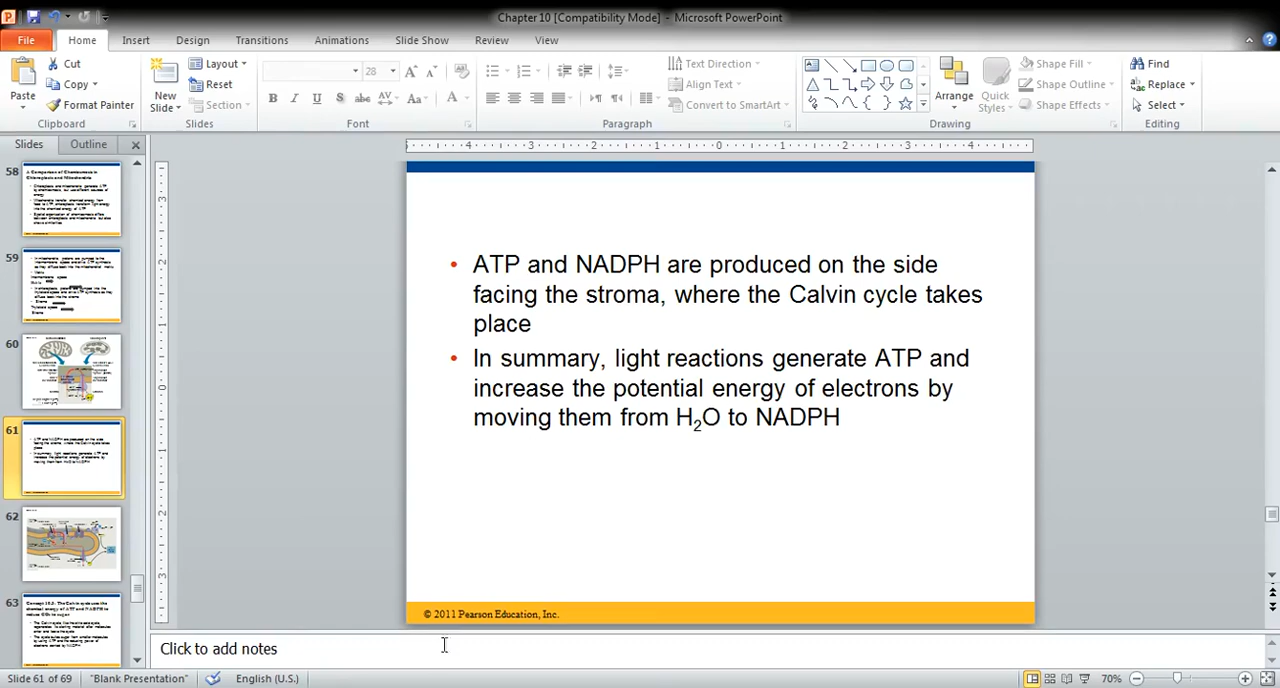 Chapter 10 [Compatibility Mode] - Microsoft PowerPoint
File Home Insert Design Transitions Animations Slide Show Review View
Paste
Cut
Copy
Format Painter
Clipboard
New Slide
Layout
Reset
Section
Slides
28
Font
Text Direction
Align Text
Convert to SmartArt
Paragraph
Arrange
Quick Styles
Shape Fill
Shape Outline
Shape Effects
Drawing
Find
Replace
Select
Editing
Slides Outline
58
59
60
61
62
63
• ATP and NADPH are produced on the side
facing the stroma, where the Calvin cycle takes
place
• In summary, light reactions generate ATP and
increase the potential energy of electrons by
moving them from H₂O to NADPH
© 2011 Pearson Education, Inc.
Click to add notes
Slide 61 of 69 "Blank Presentation" English (U.S.) 70%